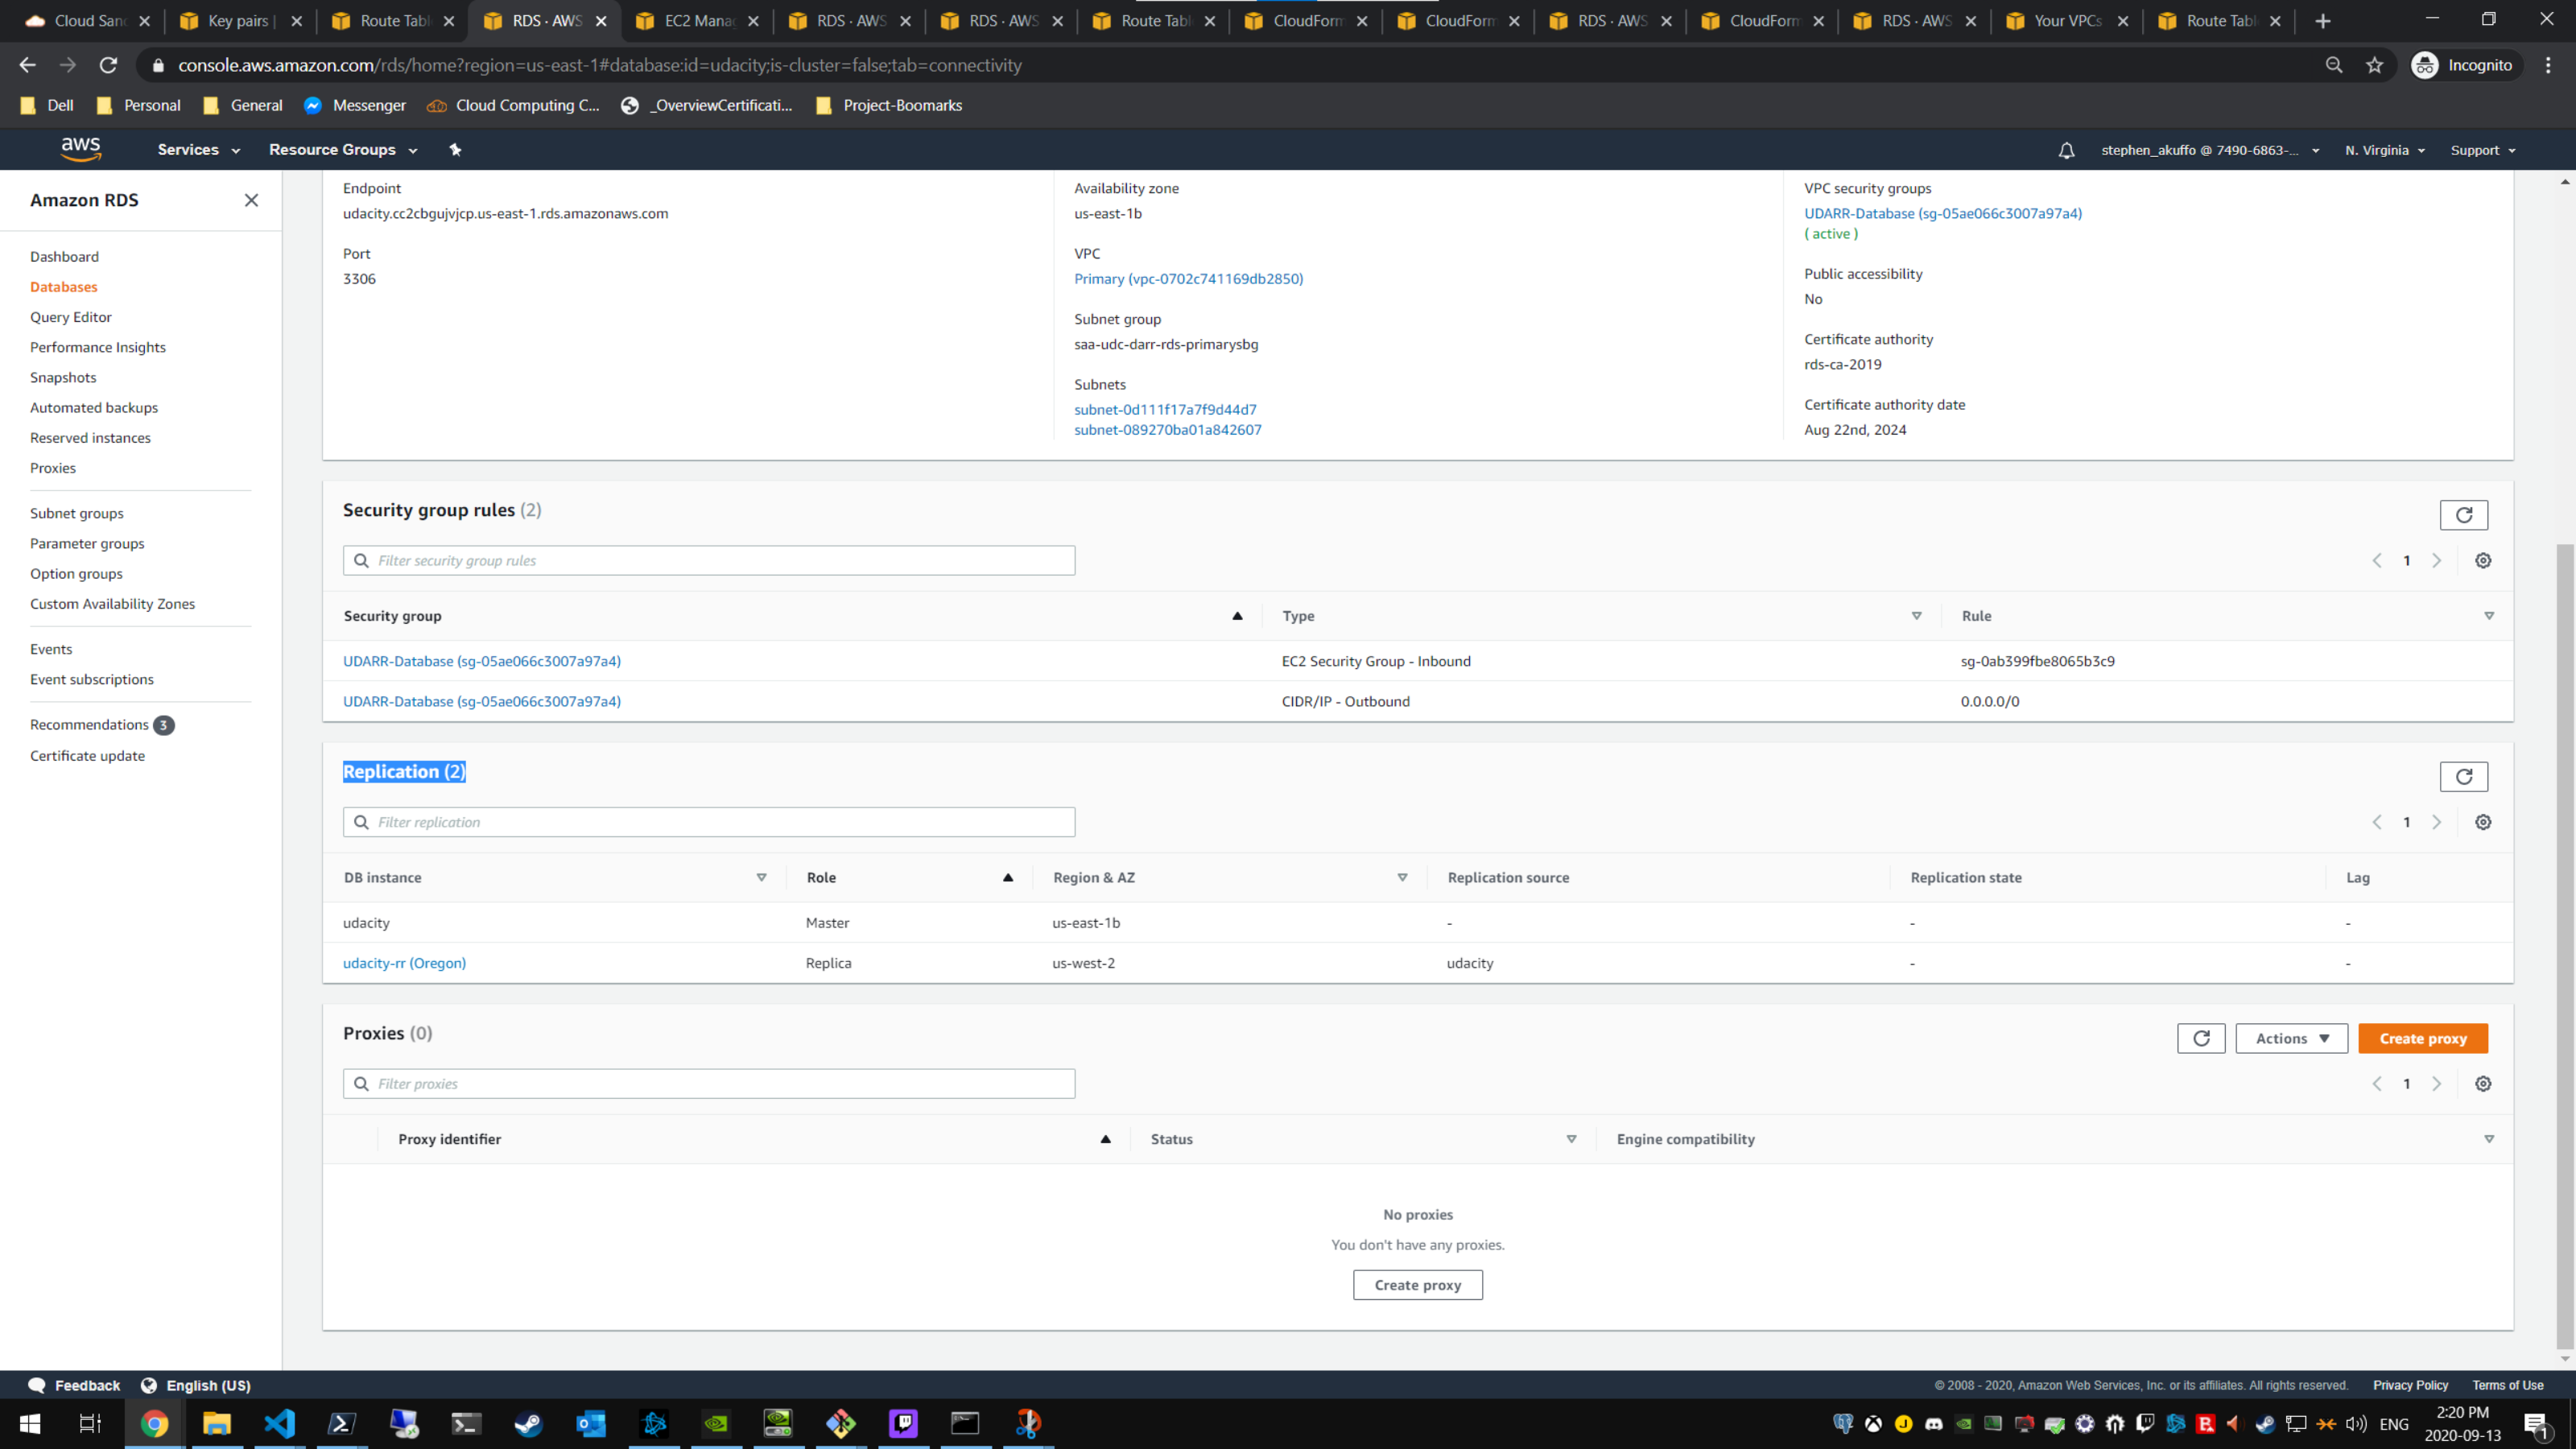 Cloud San
Key pairs |
Route Tabl
RDS · AWS
EC2 Manag
RDS · AWS
RDS · AWS
Route Tabl
CloudForm
CloudForm
RDS · AWS
CloudForm
RDS · AWS
Your VPCs
Route Tabl
console.aws.amazon.com/rds/home?region=us-east-1#database:id=udacity;is-cluster=false;tab=connectivity
Incognito
Dell
Personal
General
Messenger
Cloud Computing C...
_OverviewCertificati...
Project-Boomarks
aws
Services
Resource Groups
stephen_akuffo @ 7490-6863-...
N. Virginia
Support
Amazon RDS
Dashboard
Databases
Query Editor
Performance Insights
Snapshots
Automated backups
Reserved instances
Proxies
Subnet groups
Parameter groups
Option groups
Custom Availability Zones
Events
Event subscriptions
Recommendations 3
Certificate update
Endpoint
udacity.cc2cbgujvjcp.us-east-1.rds.amazonaws.com
Port
3306
Availability zone
us-east-1b
VPC
Primary (vpc-0702c741169db2850)
Subnet group
saa-udc-darr-rds-primarysbg
Subnets
subnet-0d111f17a7f9d44d7
subnet-089270ba01a842607
VPC security groups
UDARR-Database (sg-05ae066c3007a97a4)
( active )
Public accessibility
No
Certificate authority
rds-ca-2019
Certificate authority date
Aug 22nd, 2024
Security group rules (2)
Filter security group rules
1
Security group Type Rule
UDARR-Database (sg-05ae066c3007a97a4) EC2 Security Group - Inbound sg-0ab399fbe8065b3c9
UDARR-Database (sg-05ae066c3007a97a4) CIDR/IP - Outbound 0.0.0.0/0
Replication (2)
Filter replication
1
DB instance Role Region & AZ Replication source Replication state Lag
udacity Master us-east-1b - - -
udacity-rr (Oregon) Replica us-west-2 udacity - -
Proxies (0)
Actions
Create proxy
Filter proxies
1
Proxy identifier Status Engine compatibility
No proxies
You don't have any proxies.
Create proxy
Feedback
English (US)
© 2008 - 2020, Amazon Web Services, Inc. or its affiliates. All rights reserved.
Privacy Policy
Terms of Use
ENG
2:20 PM
2020-09-13
1